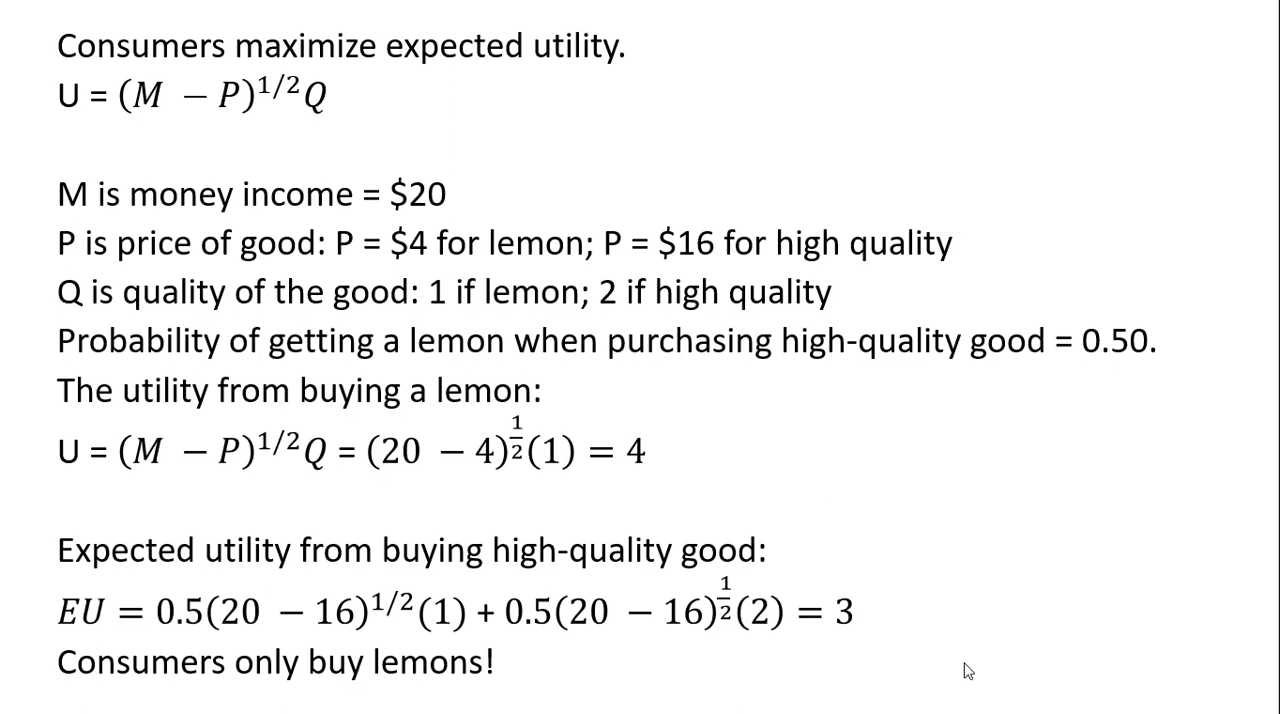 Consumers maximize expected utility.
U = (M − P)^{1/2}Q
M is money income = $20
P is price of good: P = $4 for lemon; P = $16 for high quality
Q is quality of the good: 1 if lemon; 2 if high quality
Probability of getting a lemon when purchasing high-quality good = 0.50.
The utility from buying a lemon:
U = (M − P)^{1/2}Q = (20 − 4)^{\frac{1}{2}}(1) = 4
Expected utility from buying high-quality good:
EU = 0.5(20 − 16)^{1/2}(1) + 0.5(20 − 16)^{\frac{1}{2}}(2) = 3
Consumers only buy lemons!